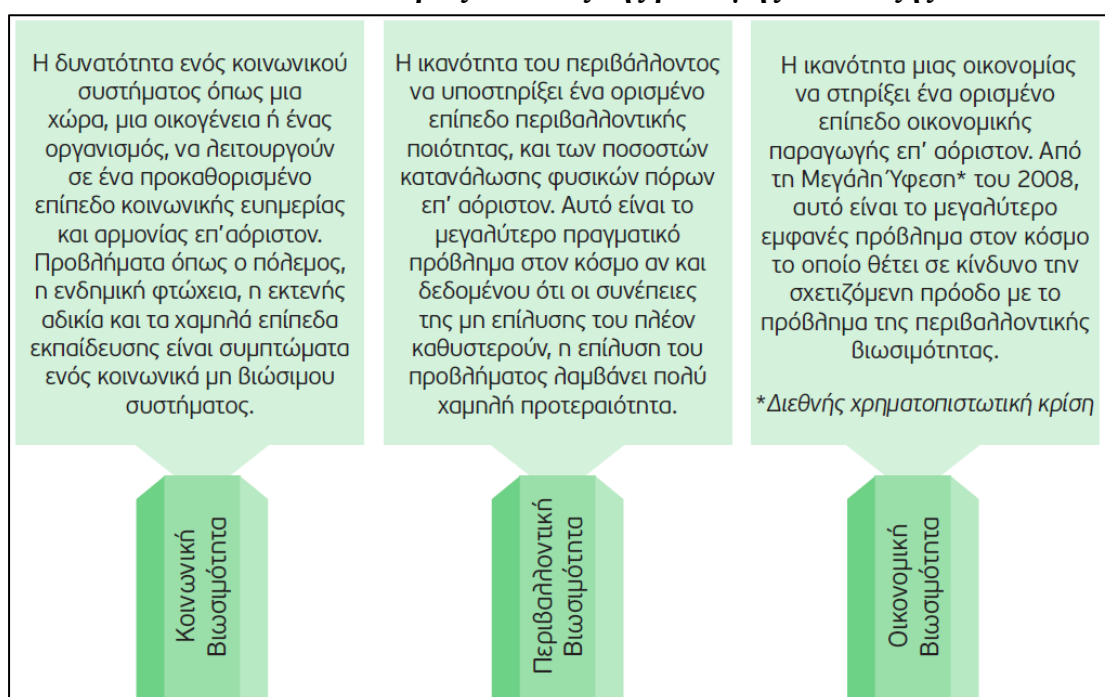 Η δυνατότητα ενός κοινωνικού
συστήματος όπως μια
χώρα, μια οικογένεια ή ένας
οργανισμός, να λειτουργούν
σε ένα προκαθορισμένο
επίπεδο κοινωνικής ευημερίας
και αρμονίας επ'αόριστον.
Προβλήματα όπως ο πόλεμος,
η ενδημική φτώχεια, η εκτενής
αδικία και τα χαμηλά επίπεδα
εκπαίδευσης είναι συμπτώματα
ενός κοινωνικά μη βιώσιμου
συστήματος.
Κοινωνική
Βιωσιμότητα
Η ικανότητα του περιβάλλοντος
να υποστηρίξει ένα ορισμένο
επίπεδο περιβαλλοντικής
ποιότητας, και των ποσοστών
κατανάλωσης φυσικών πόρων
επ' αόριστον. Αυτό είναι το
μεγαλύτερο πραγματικό
πρόβλημα στον κόσμο αν και
δεδομένου ότι οι συνέπειες
της μη επίλυσης του πλέον
καθυστερούν, η επίλυση του
προβλήματος λαμβάνει πολύ
χαμηλή προτεραιότητα.
Περιβαλλοντική
Βιωσιμότητα
Η ικανότητα μιας οικονομίας
να στηρίξει ένα ορισμένο
επίπεδο οικονομικής
παραγωγής επ' αόριστον. Από
τη Μεγάλη Ύφεση* του 2008,
αυτό είναι το μεγαλύτερο
εμφανές πρόβλημα στον κόσμο
το οποίο θέτει σε κίνδυνο την
σχετιζόμενη πρόοδο με το
πρόβλημα της περιβαλλοντικής
βιωσιμότητας.
*Διεθνής χρηματοπιστωτική κρίση
Οικονομική
Βιωσιμότητα